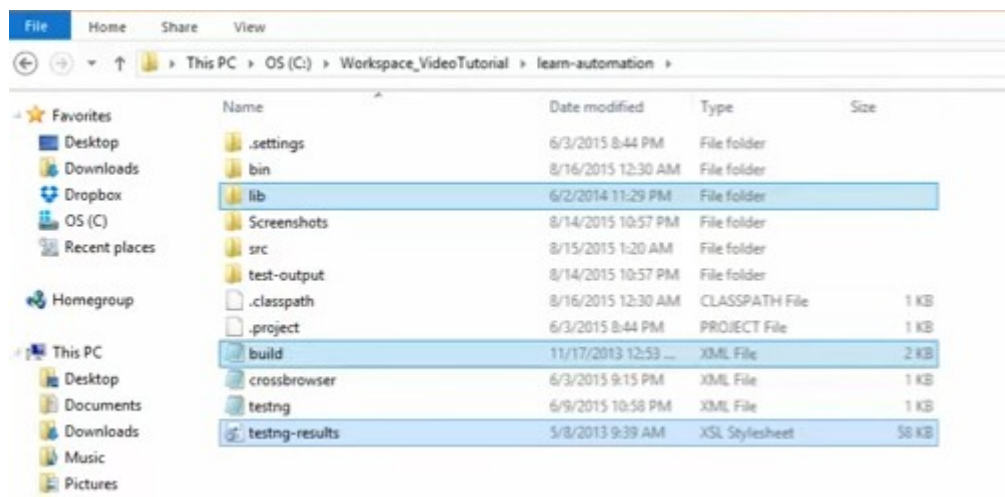 File Home Share View
This PC OS (C:) Workspace_VideoTutorial learn-automation
Favorites
Desktop
Downloads
Dropbox
OS (C)
Recent places
Homegroup
This PC
Desktop
Documents
Downloads
Music
Pictures
Name Date modified Type Size
.settings 6/3/2015 8:44 PM File folder
bin 8/16/2015 12:30 AM File folder
lib 6/2/2014 11:29 PM File folder
Screenshots 8/14/2015 10:57 PM File folder
src 8/15/2015 1:20 AM File folder
test-output 8/14/2015 10:57 PM File folder
.classpath 8/16/2015 12:30 AM CLASSPATH File 1 KB
.project 6/3/2015 8:44 PM PROJECT File 1 KB
build 11/17/2013 12:53 ... XML File 2 KB
crossbrowser 6/3/2015 9:15 PM XML File 1 KB
testng 6/9/2015 10:58 PM XML File 1 KB
testng-results 5/8/2013 9:39 AM XSL Stylesheet 58 KB